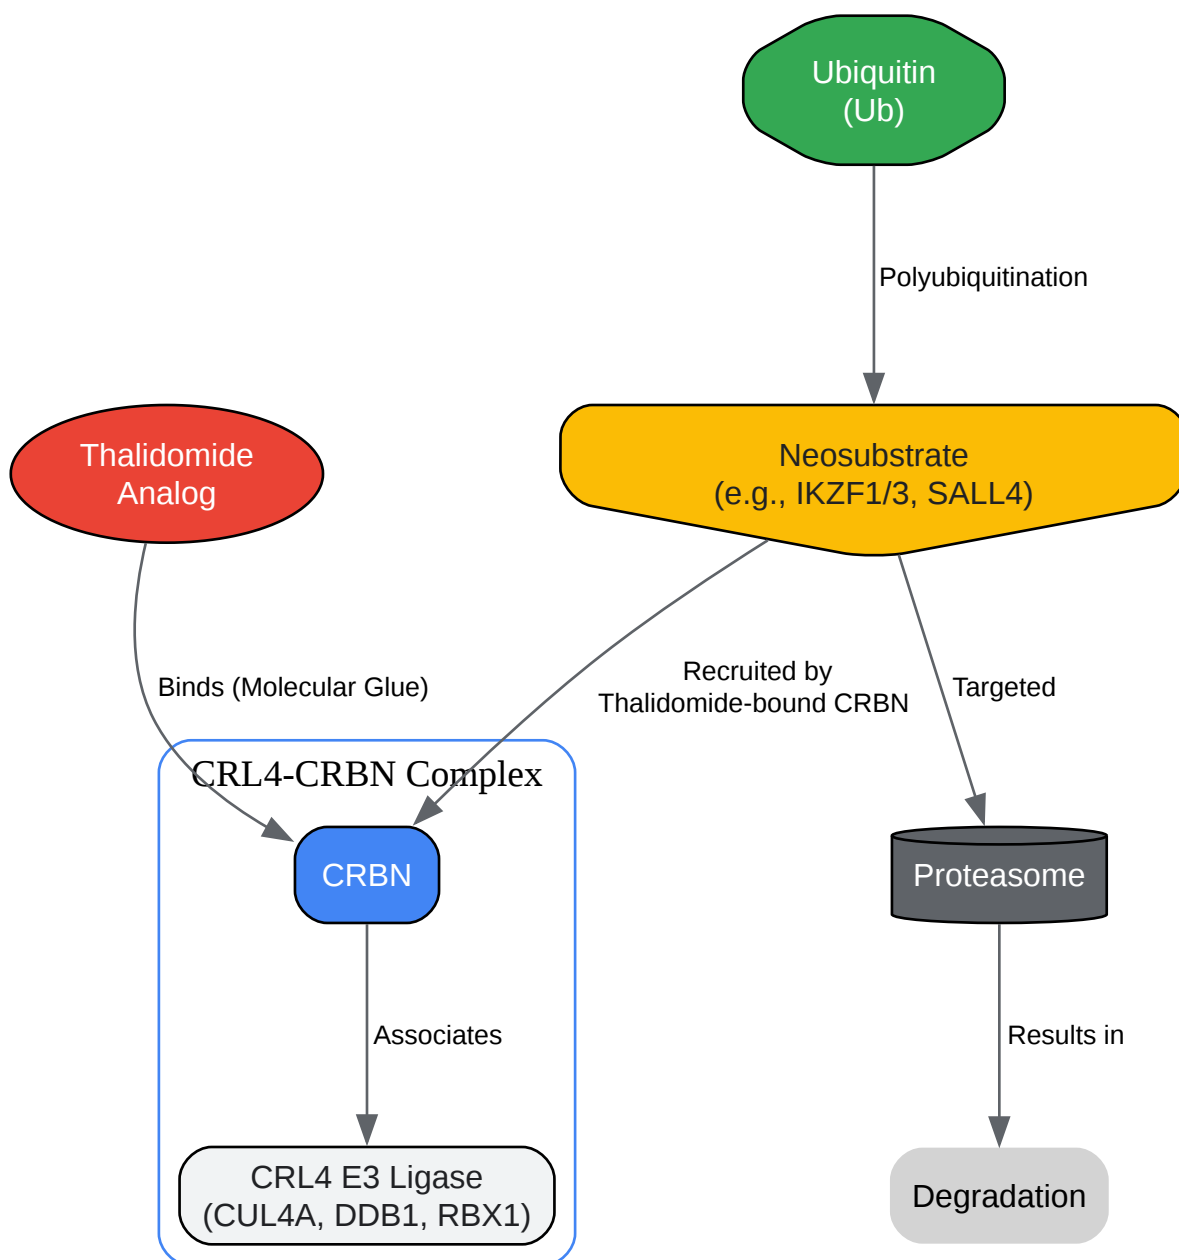 Ubiquitin
(Ub)
Polyubiquitination
Thalidomide
Analog
Neosubstrate
(e.g., IKZF1/3, SALL4)
Binds (Molecular Glue)
Recruited by
Thalidomide-bound CRBN
Targeted
CRL4-CRBN Complex
CRBN
Proteasome
Associates
Results in
CRL4 E3 Ligase
(CUL4A, DDB1, RBX1)
Degradation